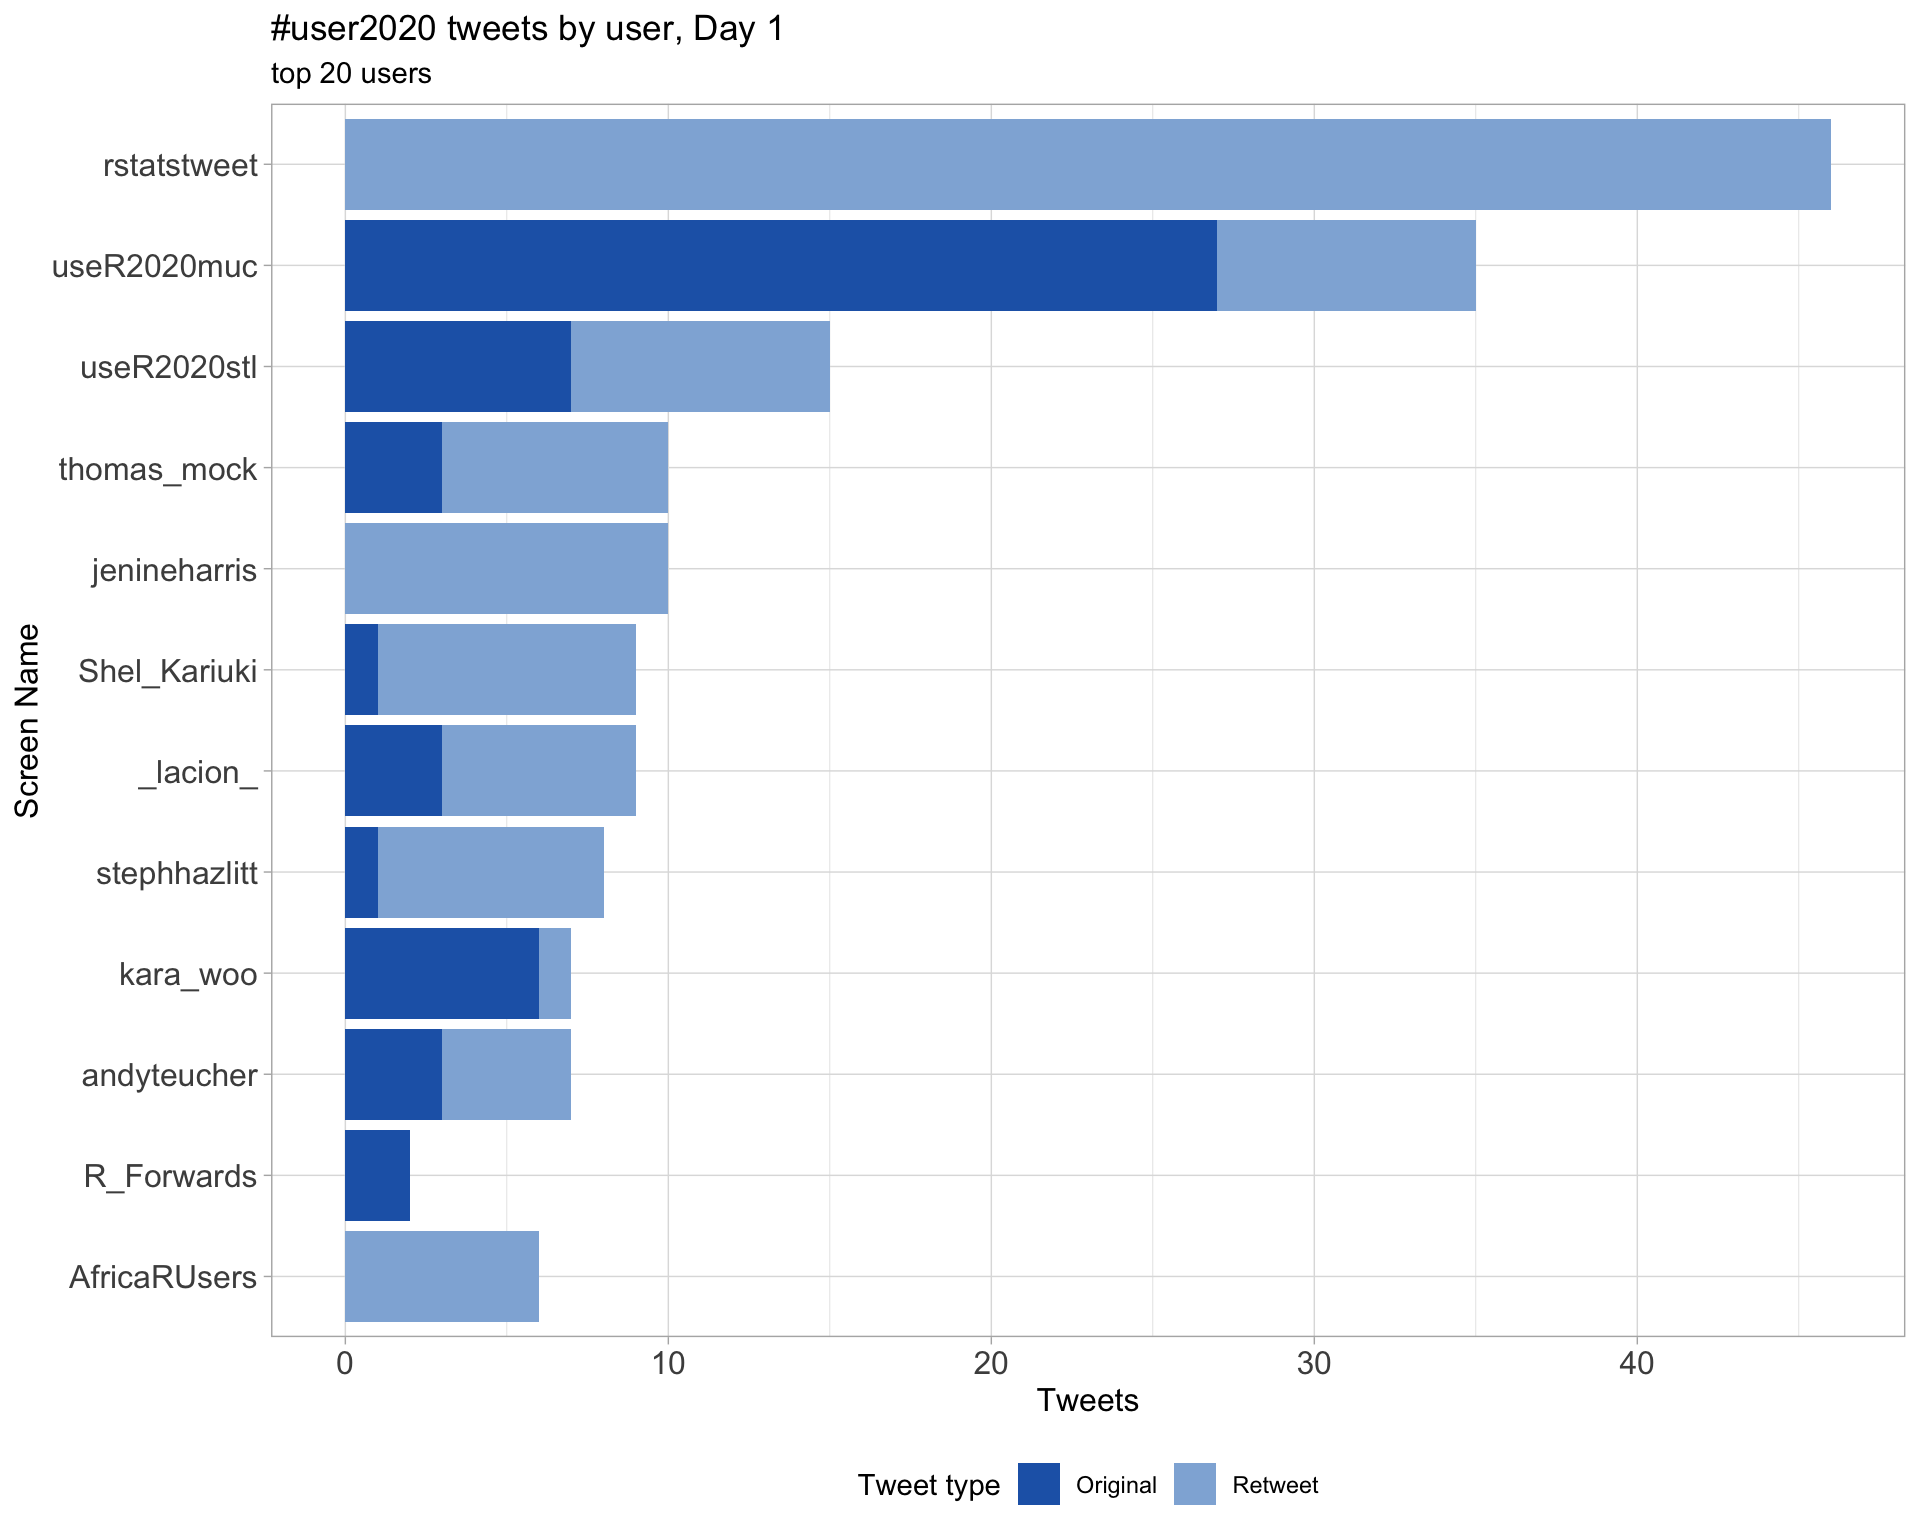 #user2020 tweets by user, Day 1
top 20 users
Screen Name
rstatstweet
useR2020muc
useR2020stl
thomas_mock
jenineharris
Shel_Kariuki
_lacion_
stephhazlitt
kara_woo
andyteucher
R_Forwards
AfricaRUsers
0 10 20 30 40
Tweets
Tweet type Original Retweet